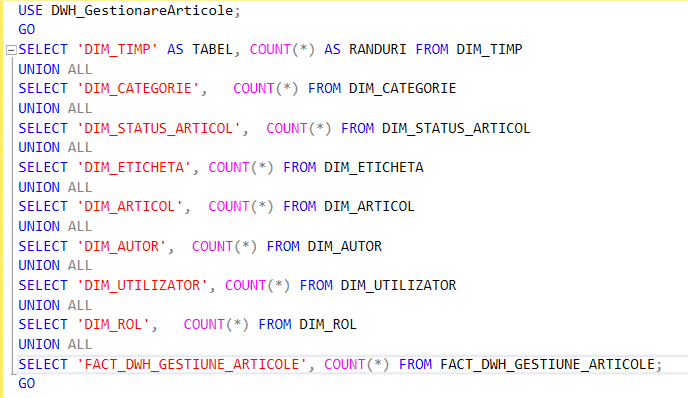 USE DWH_GestionareArticole;
GO
SELECT 'DIM_TIMP' AS TABEL, COUNT(*) AS RANDURI FROM DIM_TIMP
UNION ALL
SELECT 'DIM_CATEGORIE',   COUNT(*) FROM DIM_CATEGORIE
UNION ALL
SELECT 'DIM_STATUS_ARTICOL',  COUNT(*) FROM DIM_STATUS_ARTICOL
UNION ALL
SELECT 'DIM_ETICHETA', COUNT(*) FROM DIM_ETICHETA
UNION ALL
SELECT 'DIM_ARTICOL',  COUNT(*) FROM DIM_ARTICOL
UNION ALL
SELECT 'DIM_AUTOR',  COUNT(*) FROM DIM_AUTOR
UNION ALL
SELECT 'DIM_UTILIZATOR', COUNT(*) FROM DIM_UTILIZATOR
UNION ALL
SELECT 'DIM_ROL',   COUNT(*) FROM DIM_ROL
UNION ALL
SELECT 'FACT_DWH_GESTIUNE_ARTICOLE', COUNT(*) FROM FACT_DWH_GESTIUNE_ARTICOLE;
GO